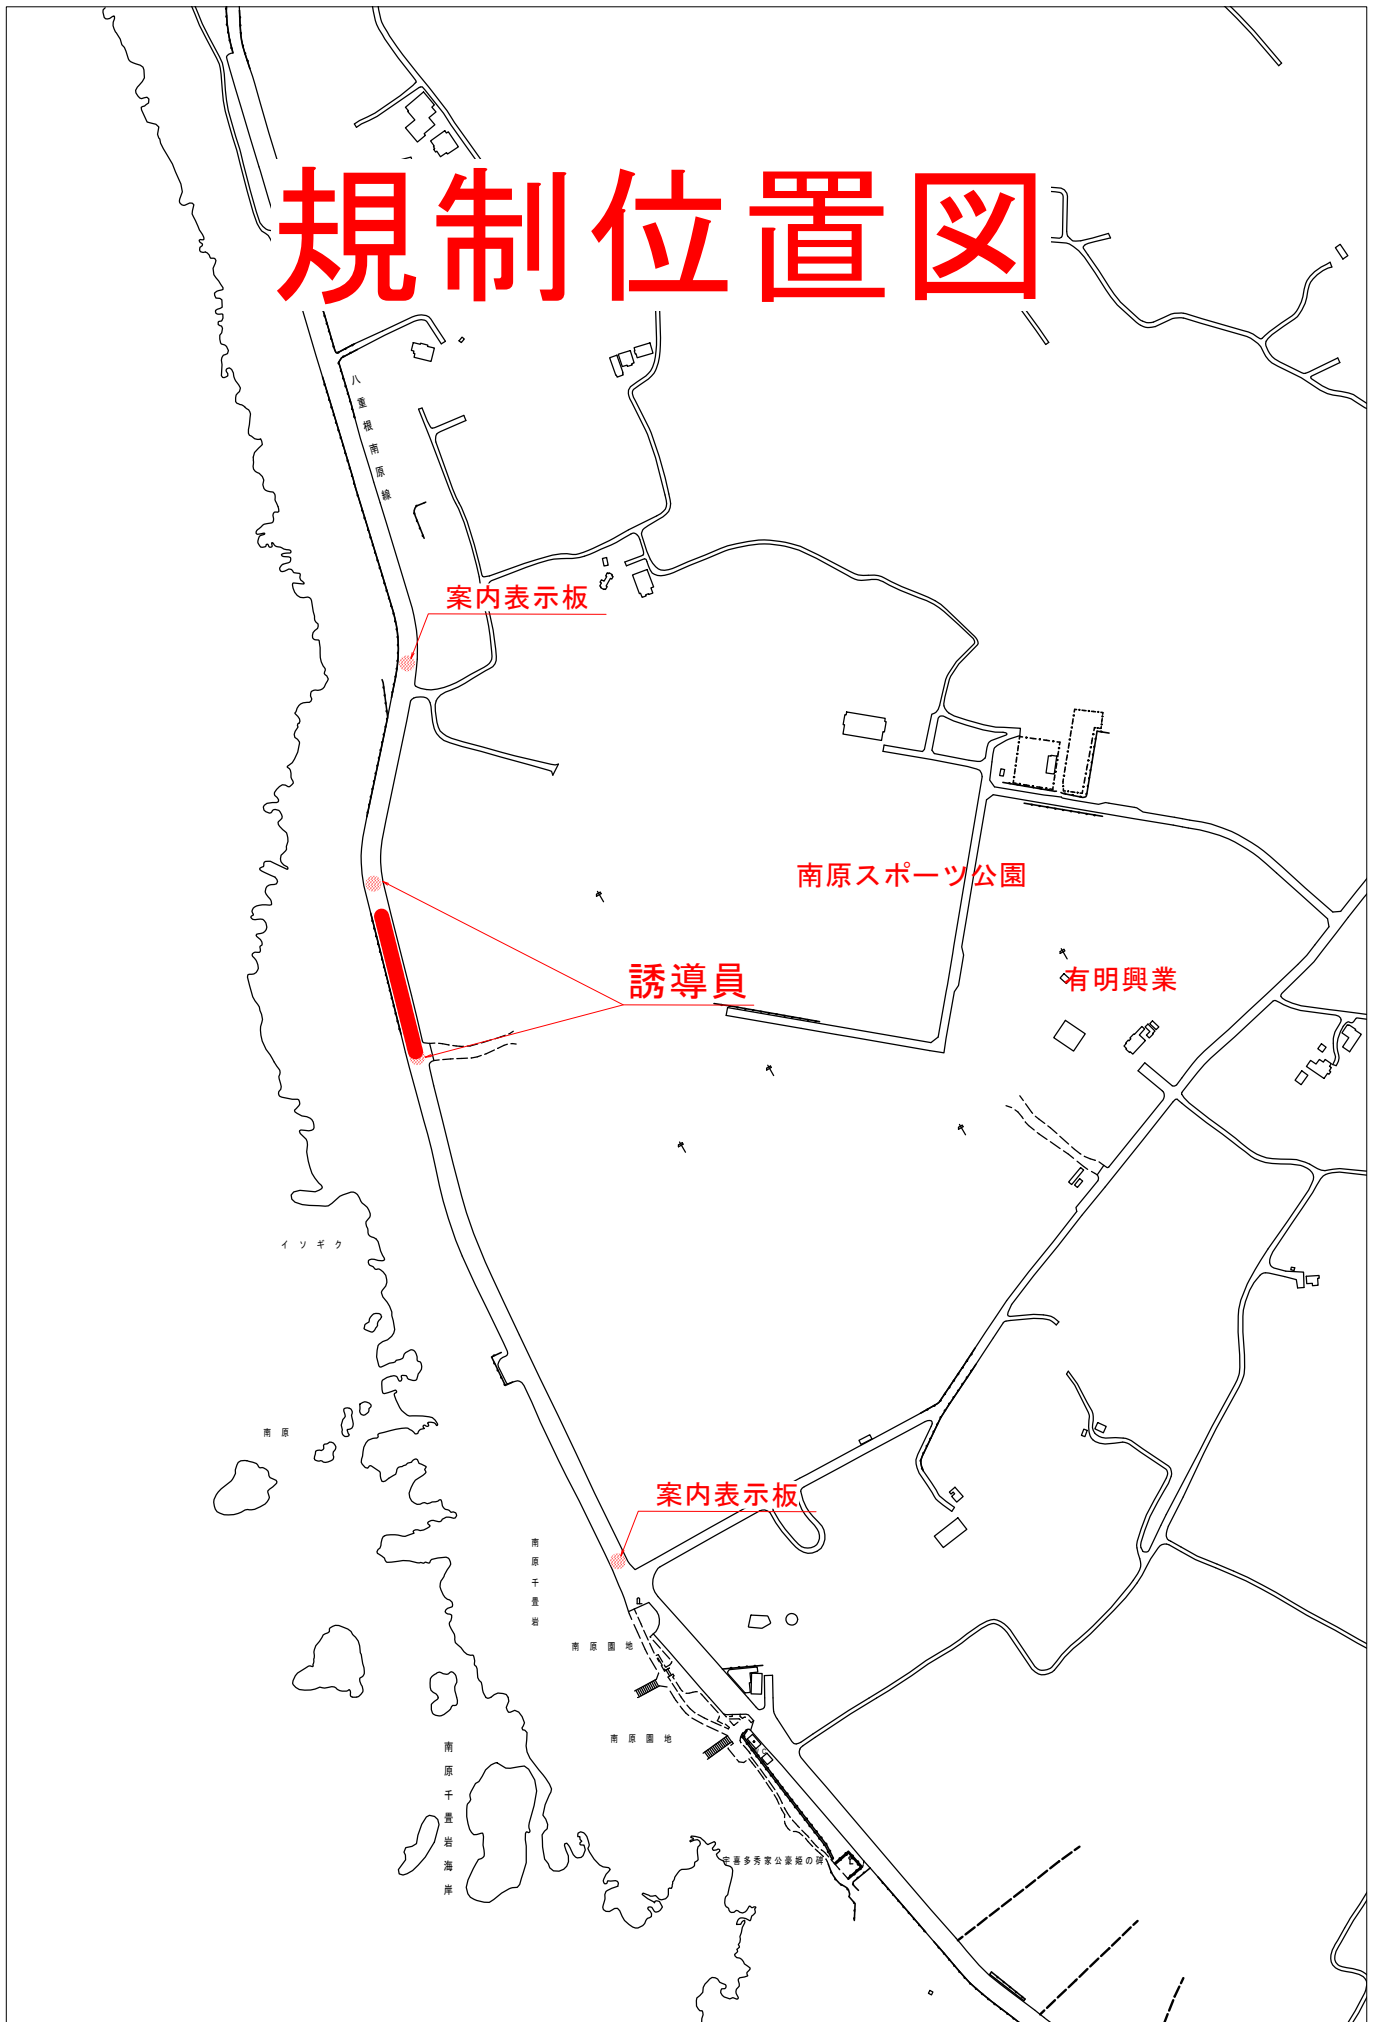 規制位置図
八重根南原線
案内表示板
南原スポーツ公園
誘導員
有明興業
イソギク
南原
案内表示板
南原千畳岩
南原園地
南原園地
南原千畳岩海岸
宇喜多秀家公豪姫の碑